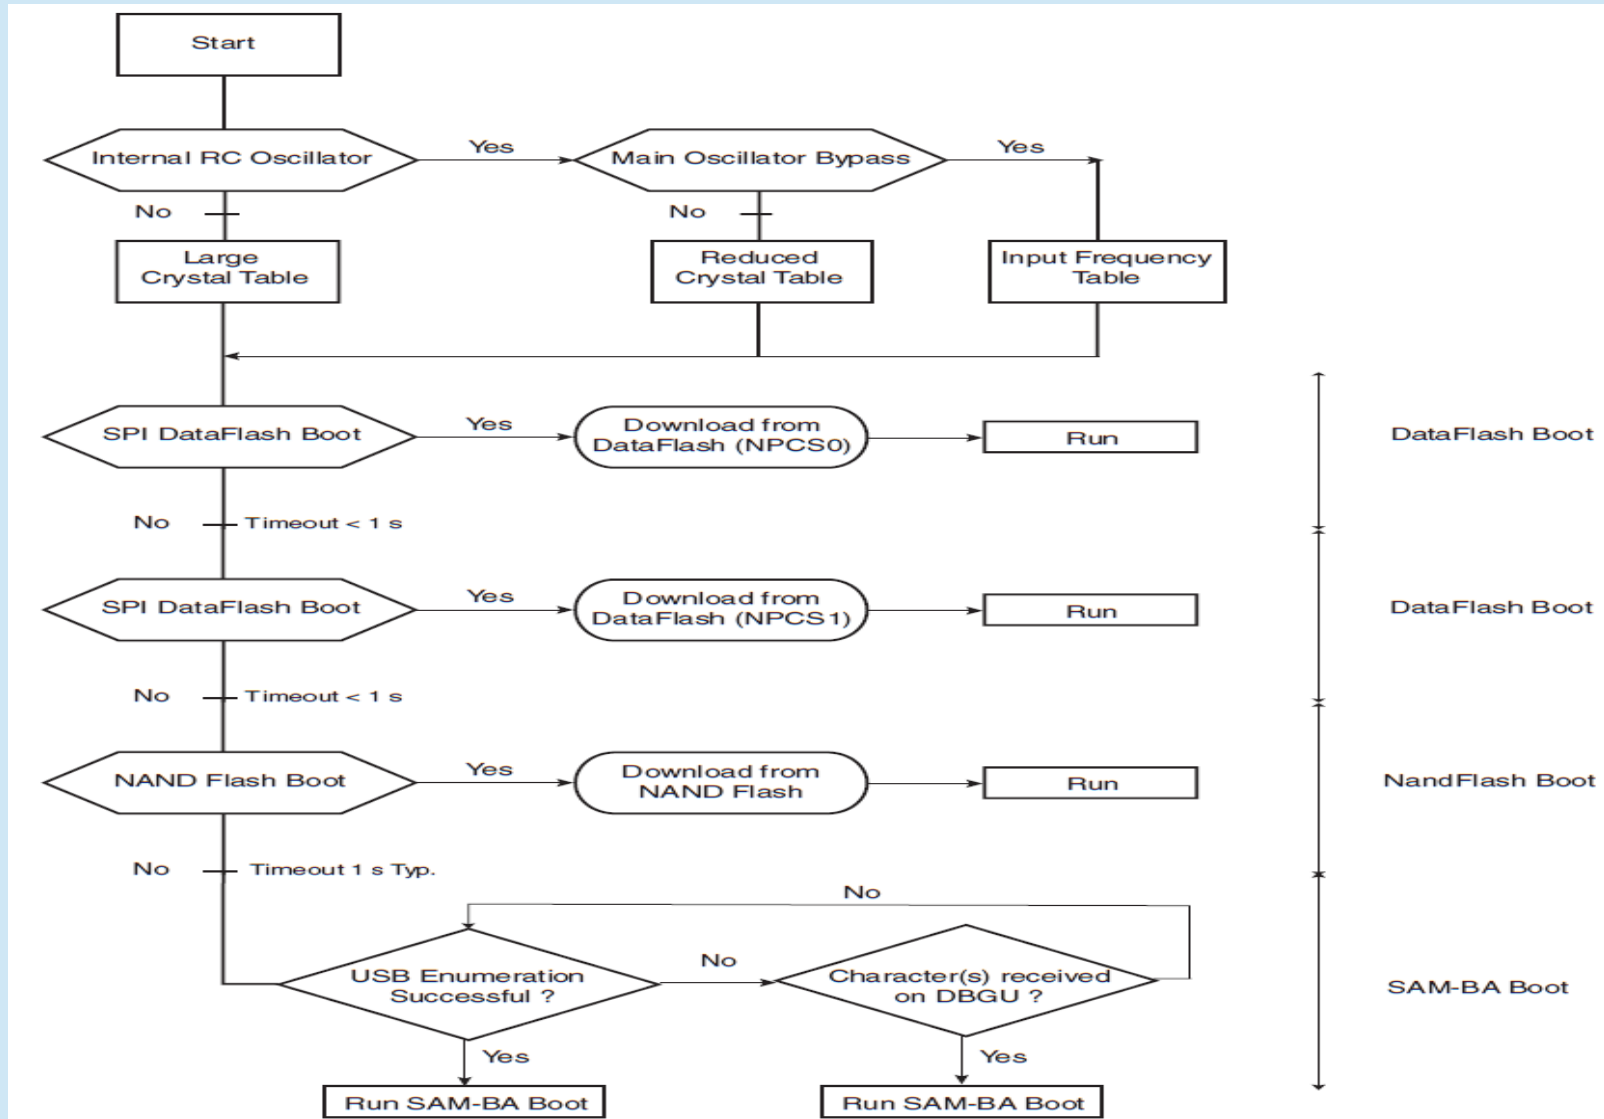 Start
Internal RC Oscillator
Yes
Main Oscillator Bypass
Yes
No
No
Large
Crystal Table
Reduced
Crystal Table
Input Frequency
Table
SPI DataFlash Boot
Yes
Download from
DataFlash (NPCS0)
Run
DataFlash Boot
No
Timeout < 1 s
SPI DataFlash Boot
Yes
Download from
DataFlash (NPCS1)
Run
DataFlash Boot
No
Timeout < 1 s
NAND Flash Boot
Yes
Download from
NAND Flash
Run
NandFlash Boot
No
Timeout 1 s Typ.
No
USB Enumeration
Successful ?
No
Character(s) received
on DBGU ?
SAM-BA Boot
Yes
Yes
Run SAM-BA Boot
Run SAM-BA Boot